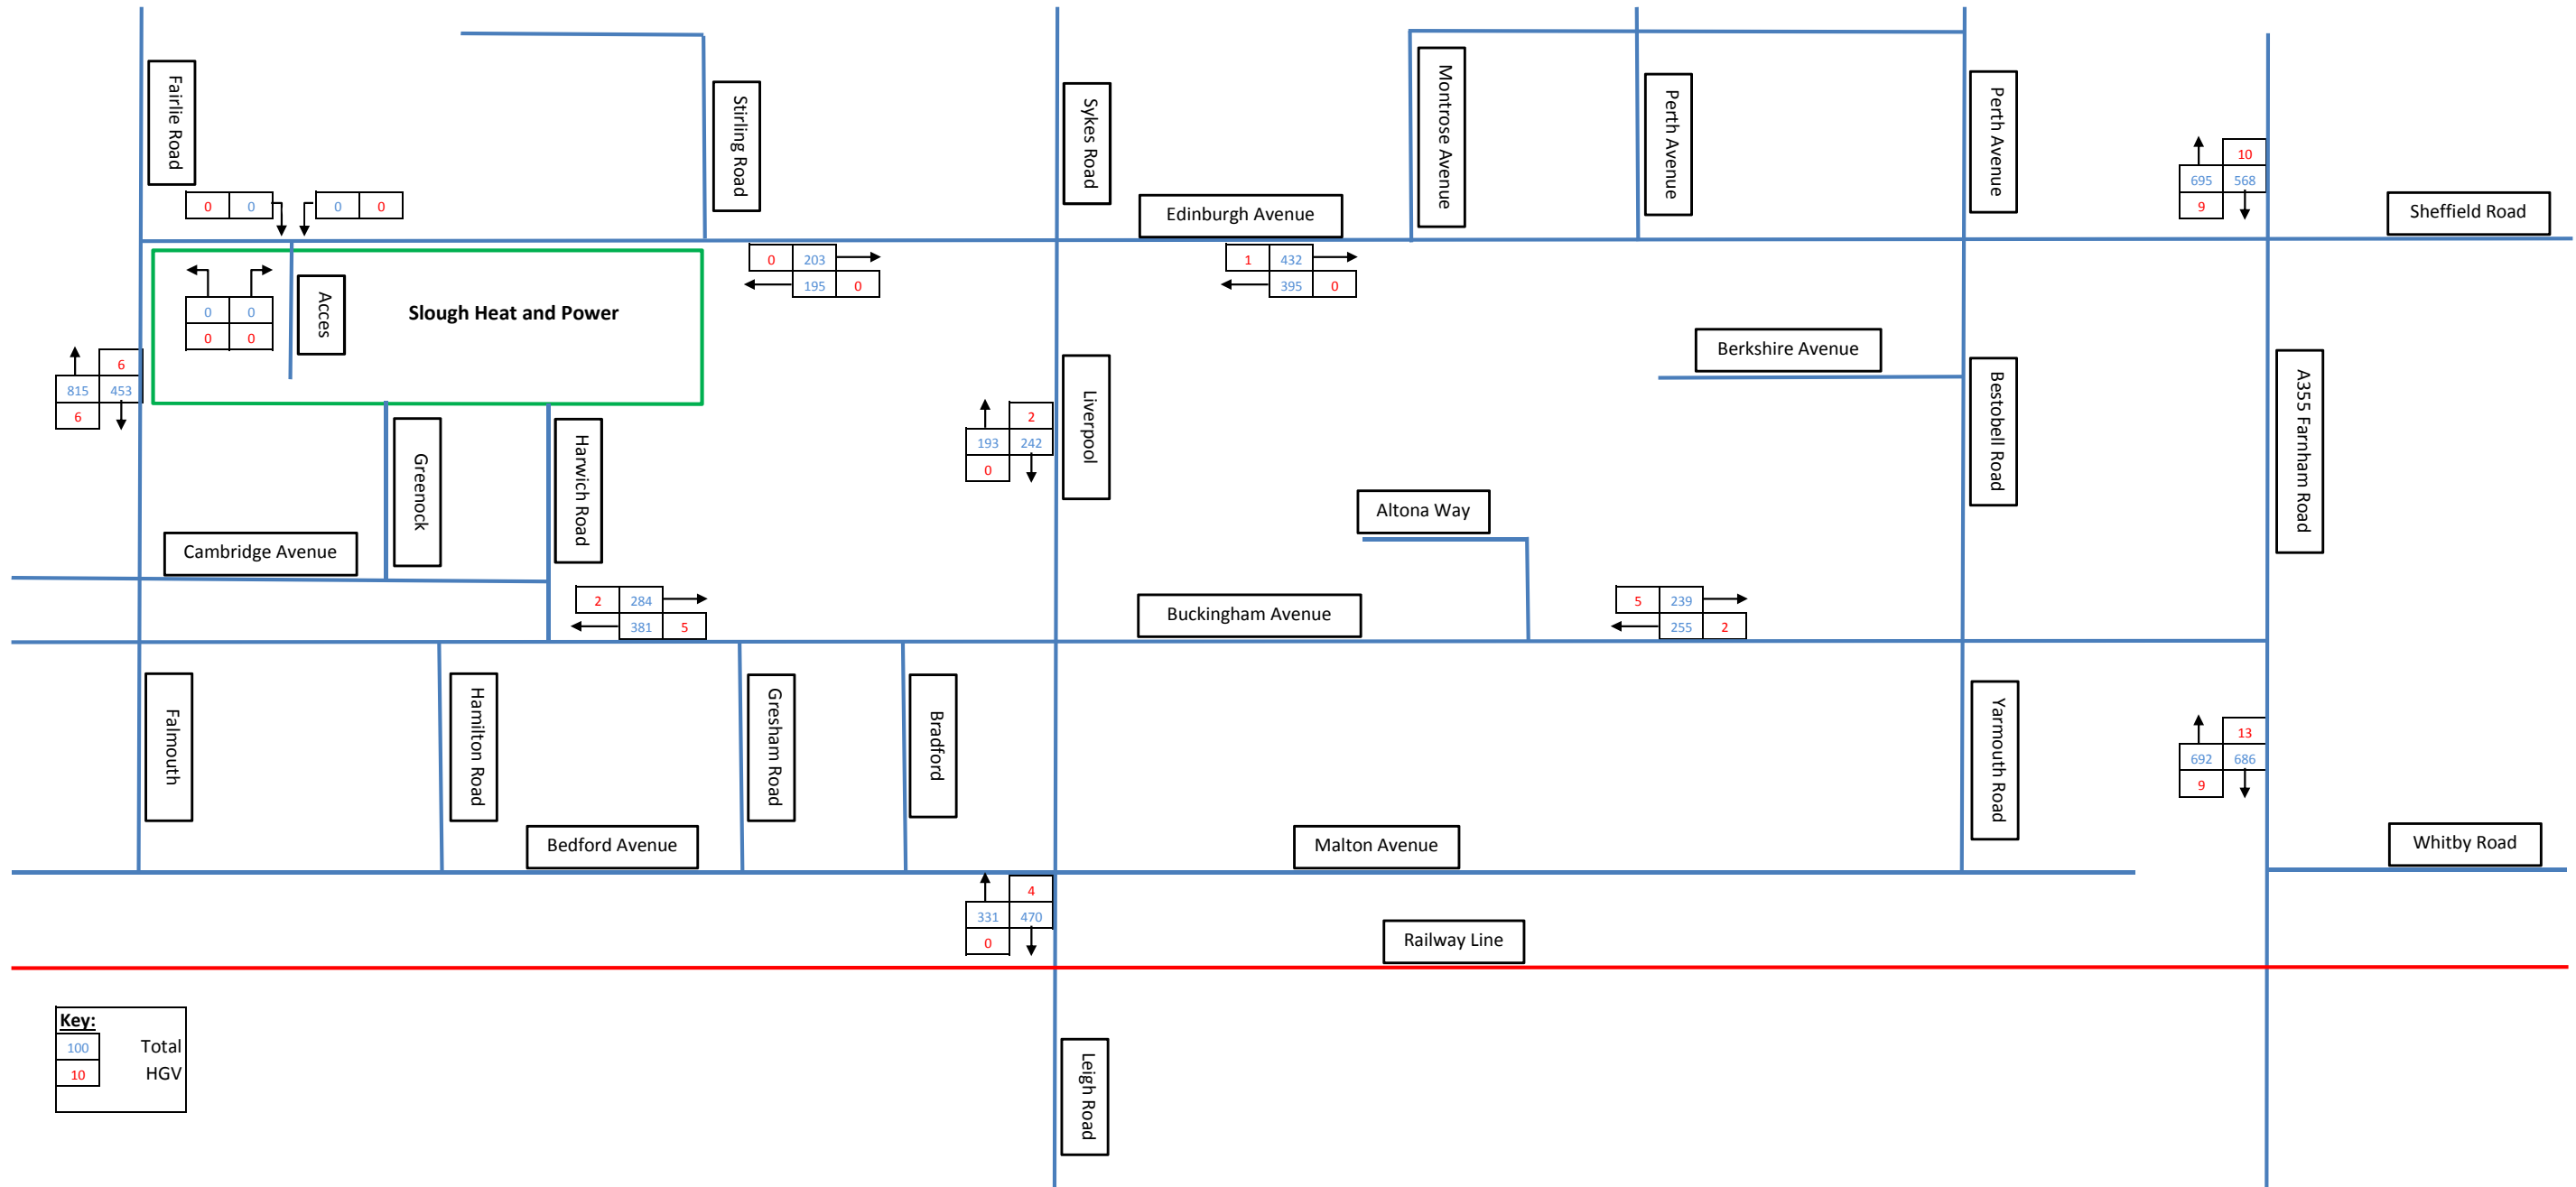 Fairlie Road
Stirling Road
Sykes Road
Montrose Avenue
Perth Avenue
Perth Avenue
10
695 568
9
0 0
0 0
Edinburgh Avenue
Sheffield Road
0 203
195 0
1 432
395 0
0 0
0 0
Acces
Slough Heat and Power
6
815 453
6
Berkshire Avenue
Liverpool
Bestobell Road
A355 Farnham Road
2
193 242
0
Greenock
Harwich Road
Altona Way
Cambridge Avenue
2 284
381 5
Buckingham Avenue
5 239
255 2
Falmouth
Hamilton Road
Gresham Road
Bradford
Yarmouth Road
13
692 686
9
Bedford Avenue
Malton Avenue
Whitby Road
4
331 470
0
Railway Line
Key:
100 Total
10 HGV
Leigh Road